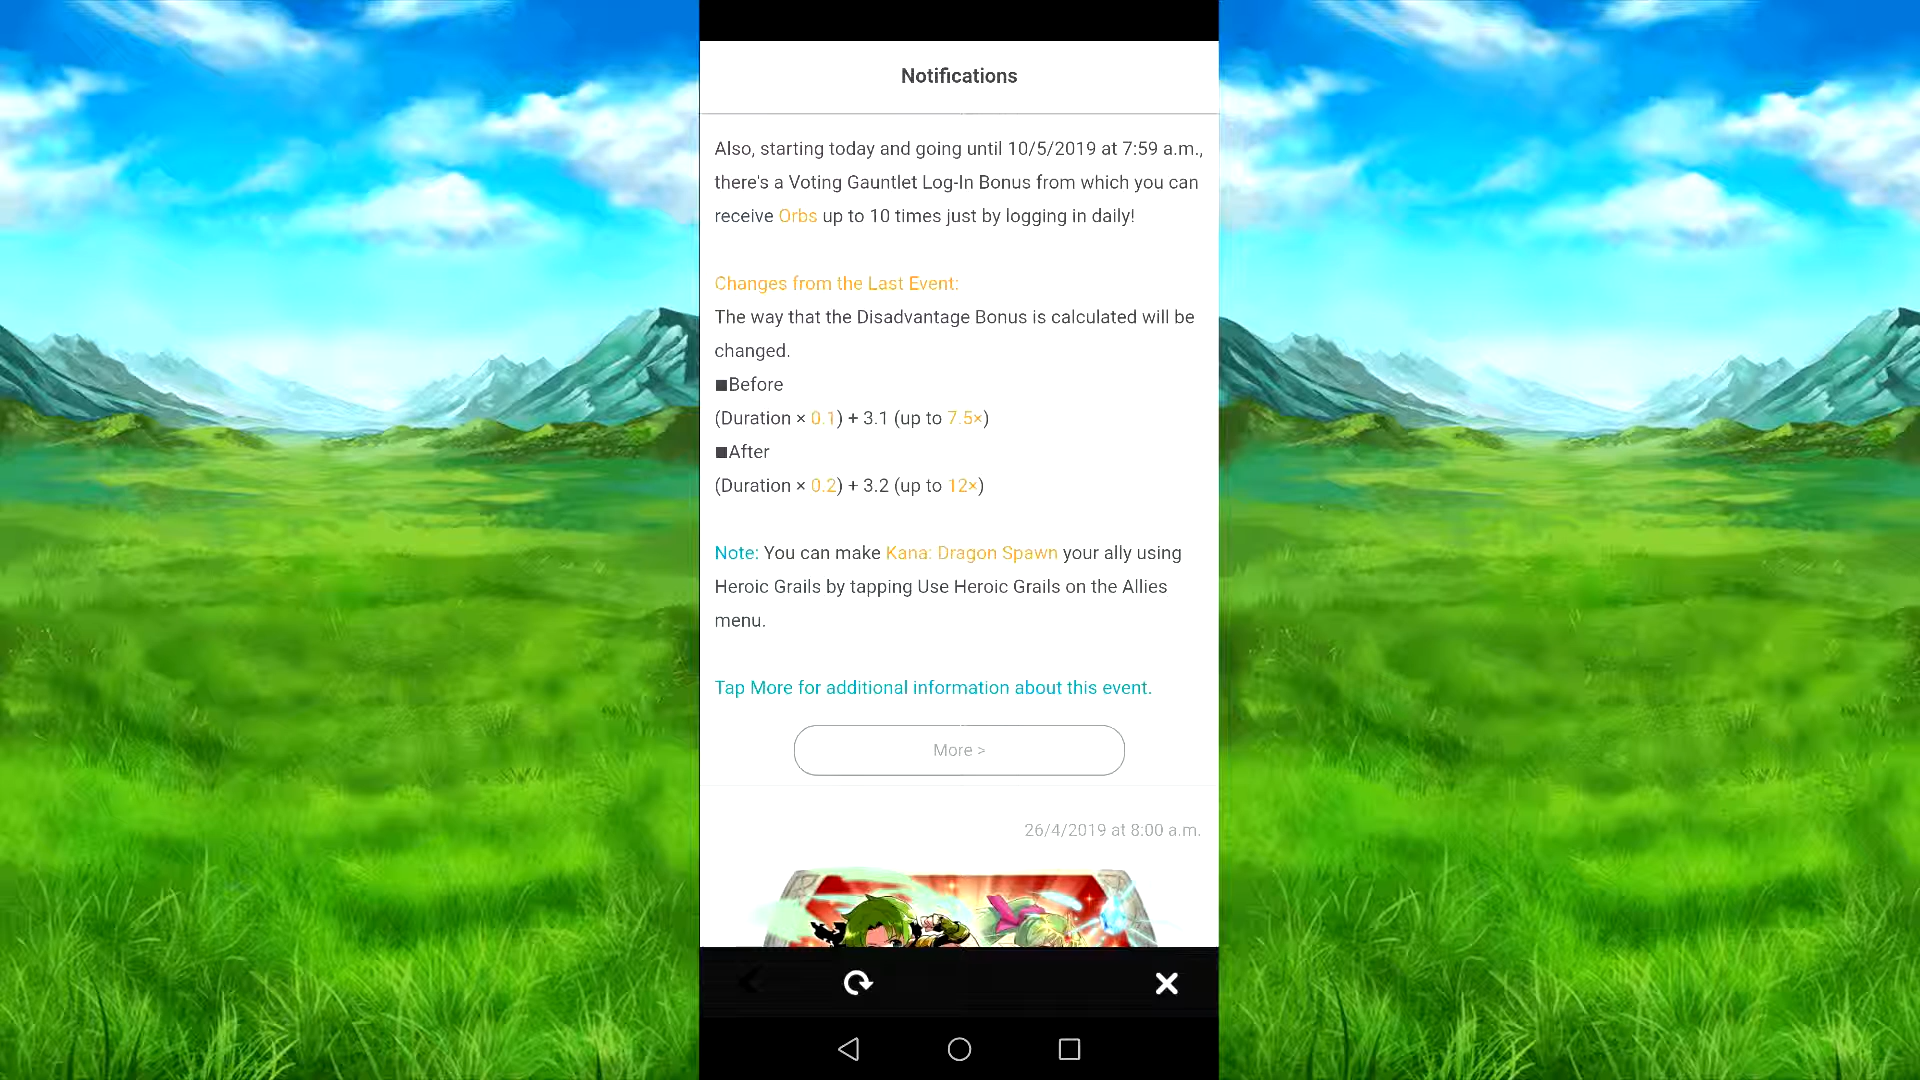 Notifications
Also, starting today and going until 10/5/2019 at 7:59 a.m.,
there's a Voting Gauntlet Log-In Bonus from which you can
receive Orbs up to 10 times just by logging in daily!
Changes from the Last Event:
The way that the Disadvantage Bonus is calculated will be
changed.
■Before
(Duration × 0.1) + 3.1 (up to 7.5×)
■After
(Duration × 0.2) + 3.2 (up to 12×)
Note: You can make Kana: Dragon Spawn your ally using
Heroic Grails by tapping Use Heroic Grails on the Allies
menu.
Tap More for additional information about this event.
More >
26/4/2019 at 8:00 a.m.